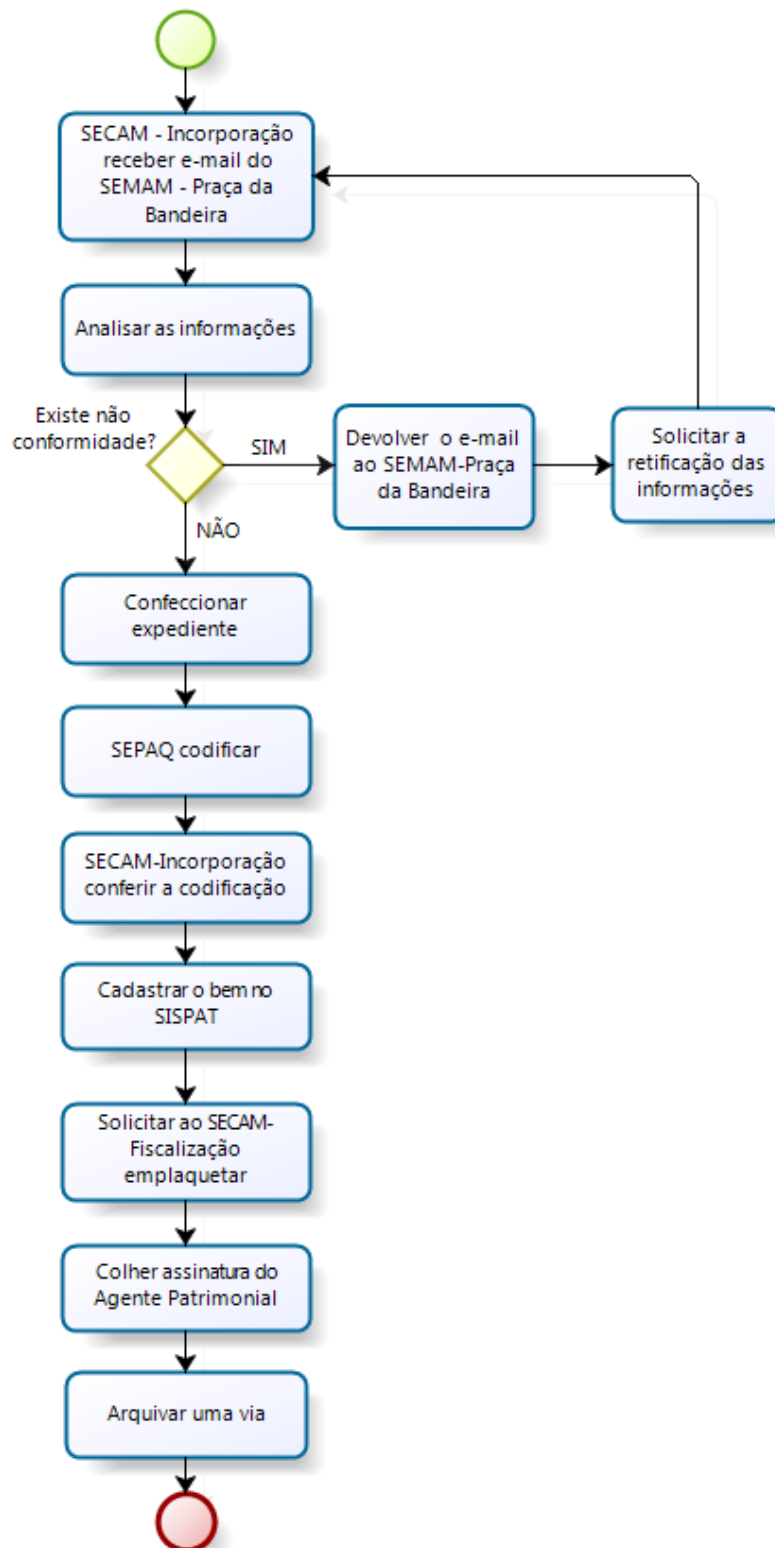 SECAM - Incorporação
receber e-mail do
SEMAM - Praça da
Bandeira
Analisar as informações
Existe não
conformidade?
SIM
Devolver o e-mail
ao SEMAM-Praça
da Bandeira
Solicitar a
retificação das
informações
NÃO
Confeccionar
expediente
SEPAQ codificar
SECAM-Incorporação
conferir a codificação
Cadastrar o bem no
SISPAT
Solicitar ao SECAM-
Fiscalização
emplaquetar
Colher assinatura do
Agente Patrimonial
Arquivar uma via